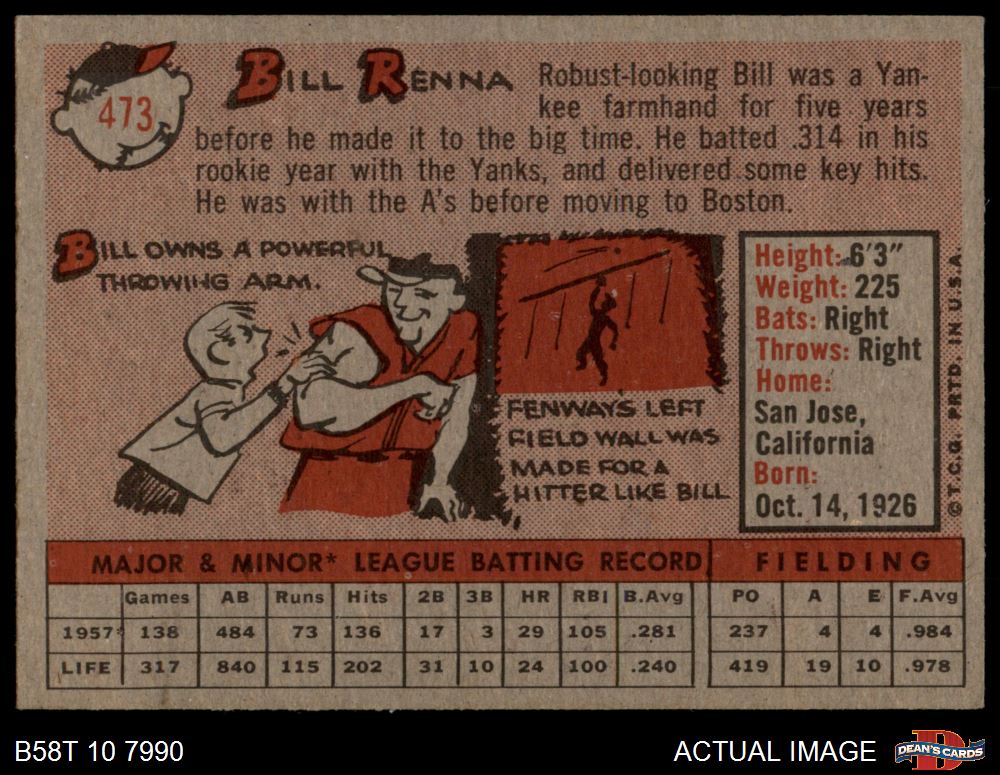 473
BILL RENNA
Robust-looking Bill was a Yan-
kee farmhand for five years
before he made it to the big time. He batted .314 in his
rookie year with the Yanks, and delivered some key hits.
He was with the A's before moving to Boston.
BILL OWNS A POWERFUL
THROWING ARM.
FENWAYS LEFT
FIELD WALL WAS
MADE FOR A
HITTER LIKE BILL
Height: 6'3"
Weight: 225
Bats: Right
Throws: Right
Home:
San Jose,
California
Born:
Oct. 14, 1926
© T.C.G. PRTD. IN U.S.A.
MAJOR & MINOR* LEAGUE BATTING RECORD FIELDING
Games AB Runs Hits 2B 3B HR RBI B.Avg PO A E F.Avg
1957* 138 484 73 136 17 3 29 105 .281 237 4 4 .984
LIFE 317 840 115 202 31 10 24 100 .240 419 19 10 .978
B58T 10 7990
ACTUAL IMAGE
D
DEAN'S CARDS